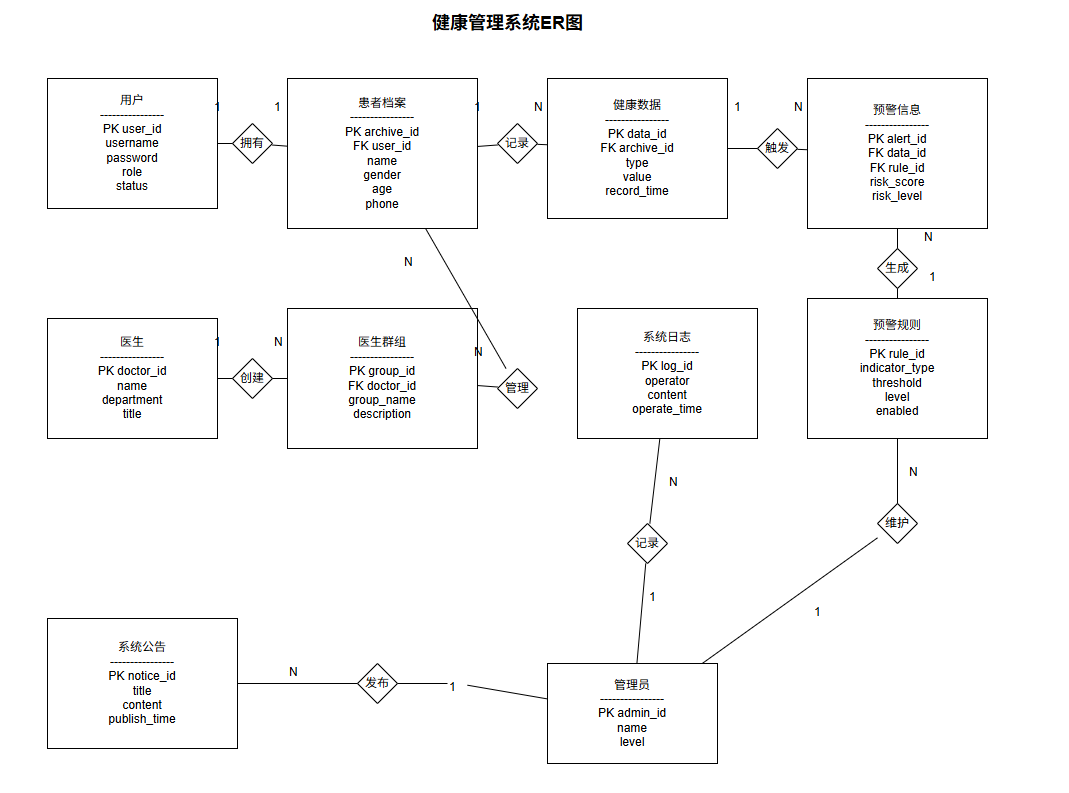 健康管理系统ER图
用户
----------------
PK user_id
username
password
role
status
1
拥有
1
患者档案
----------------
PK archive_id
FK user_id
name
gender
age
phone
1
记录
N
健康数据
----------------
PK data_id
FK archive_id
type
value
record_time
1
触发
N
预警信息
----------------
PK alert_id
FK data_id
FK rule_id
risk_score
risk_level
N
生成
1
N
医生
----------------
PK doctor_id
name
department
title
1
创建
N
医生群组
----------------
PK group_id
FK doctor_id
group_name
description
N
管理
系统日志
----------------
PK log_id
operator
content
operate_time
预警规则
----------------
PK rule_id
indicator_type
threshold
level
enabled
N
N
维护
记录
1
1
系统公告
----------------
PK notice_id
title
content
publish_time
N
发布
1
管理员
----------------
PK admin_id
name
level